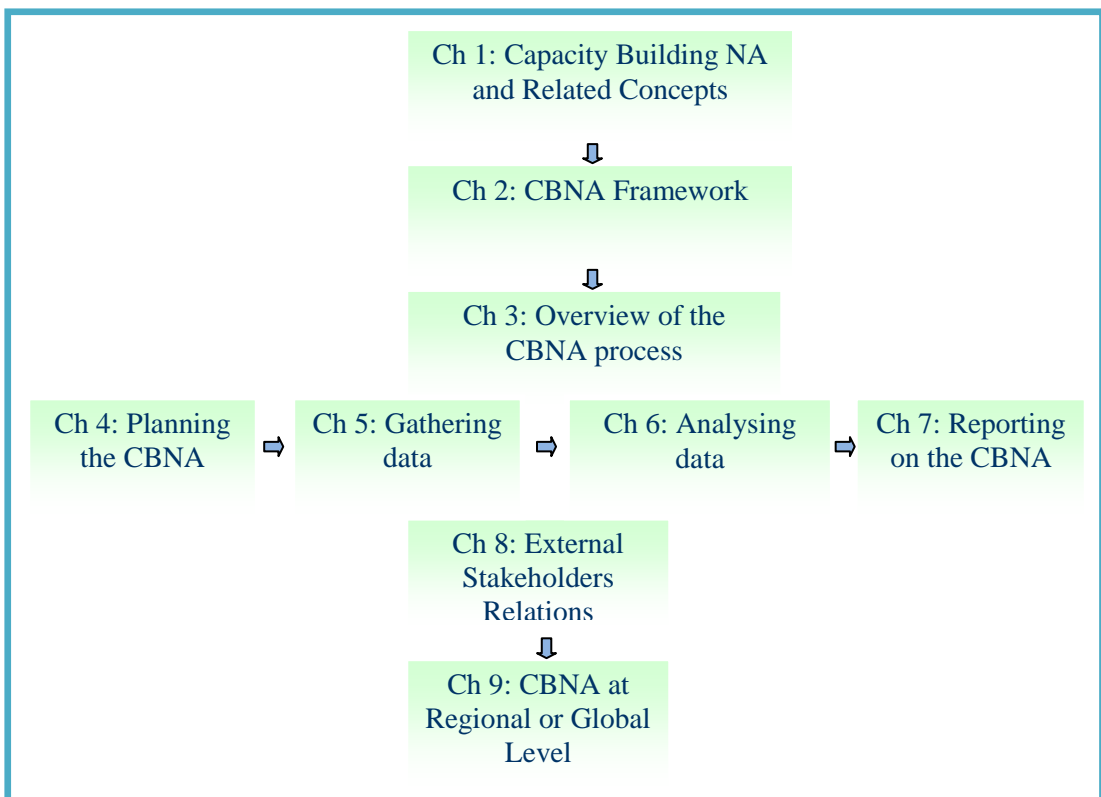 Ch 1: Capacity Building NA
and Related Concepts
Ch 2: CBNA Framework
Ch 3: Overview of the
CBNA process
Ch 4: Planning
the CBNA
Ch 5: Gathering
data
Ch 6: Analysing
data
Ch 7: Reporting
on the CBNA
Ch 8: External
Stakeholders
Relations
Ch 9: CBNA at
Regional or Global
Level